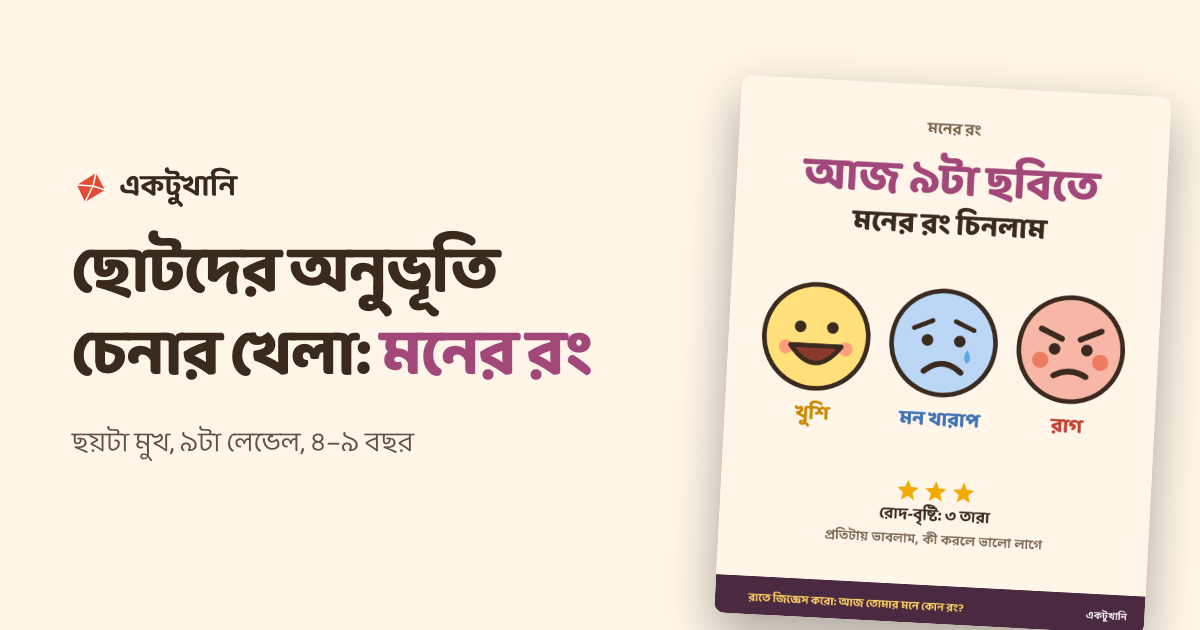 একটুখানি
ছোটদের অনুভূতি
চেনার খেলা: মনের রং
ছয়টা মুখ, ৯টা লেভেল, ৪–৯ বছর
মনের রং
আজ ৯টা ছবিতে
মনের রং চিনলাম
খুশি
মন খারাপ
রাগ
রোদ-বৃষ্টি: ৩ তারা
প্রতিটায় ভাবলাম, কী করলে ভালো লাগে
রাতে জিজ্ঞেস করো: আজ তোমার মনে কোন রং?
একটুখানি